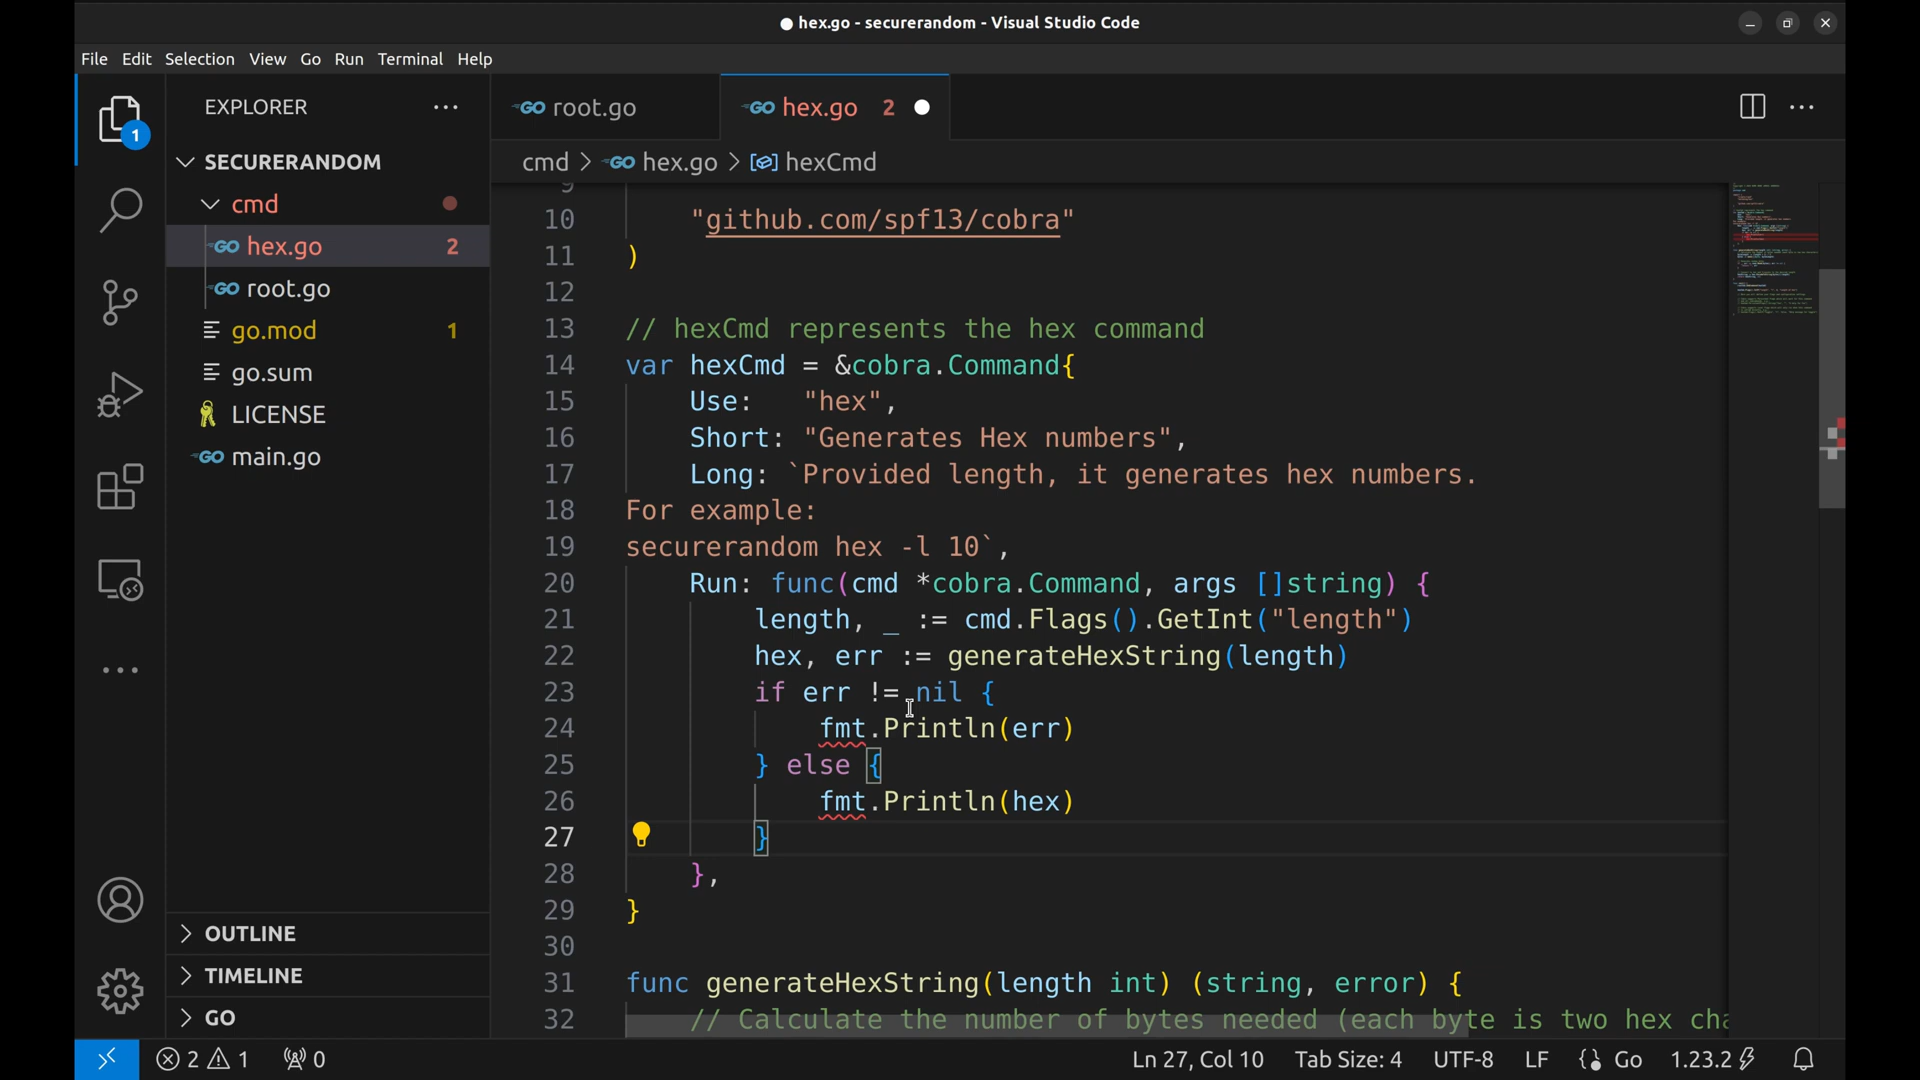 hex.go - securerandom - Visual Studio Code
File Edit Selection View Go Run Terminal Help
EXPLORER
root.go
hex.go 2
1
SECURERANDOM
cmd > hex.go > hexCmd
cmd
hex.go 2
root.go
go.mod 1
go.sum
LICENSE
main.go
OUTLINE
TIMELINE
GO
9
10 "github.com/spf13/cobra"
11 )
12
13 // hexCmd represents the hex command
14 var hexCmd = &cobra.Command{
15 Use:   "hex",
16 Short: "Generates Hex numbers",
17 Long: `Provided length, it generates hex numbers.
18 For example:
19 securerandom hex -l 10`,
20 Run: func(cmd *cobra.Command, args []string) {
21 length, _ := cmd.Flags().GetInt("length")
22 hex, err := generateHexString(length)
23 if err != nil {
24 fmt.Println(err)
25 } else {
26 fmt.Println(hex)
27 }
28 },
29 }
30
31 func generateHexString(length int) (string, error) {
32 // Calculate the number of bytes needed (each byte is two hex cha
2 1 0 Ln 27, Col 10 Tab Size: 4 UTF-8 LF Go 1.23.2